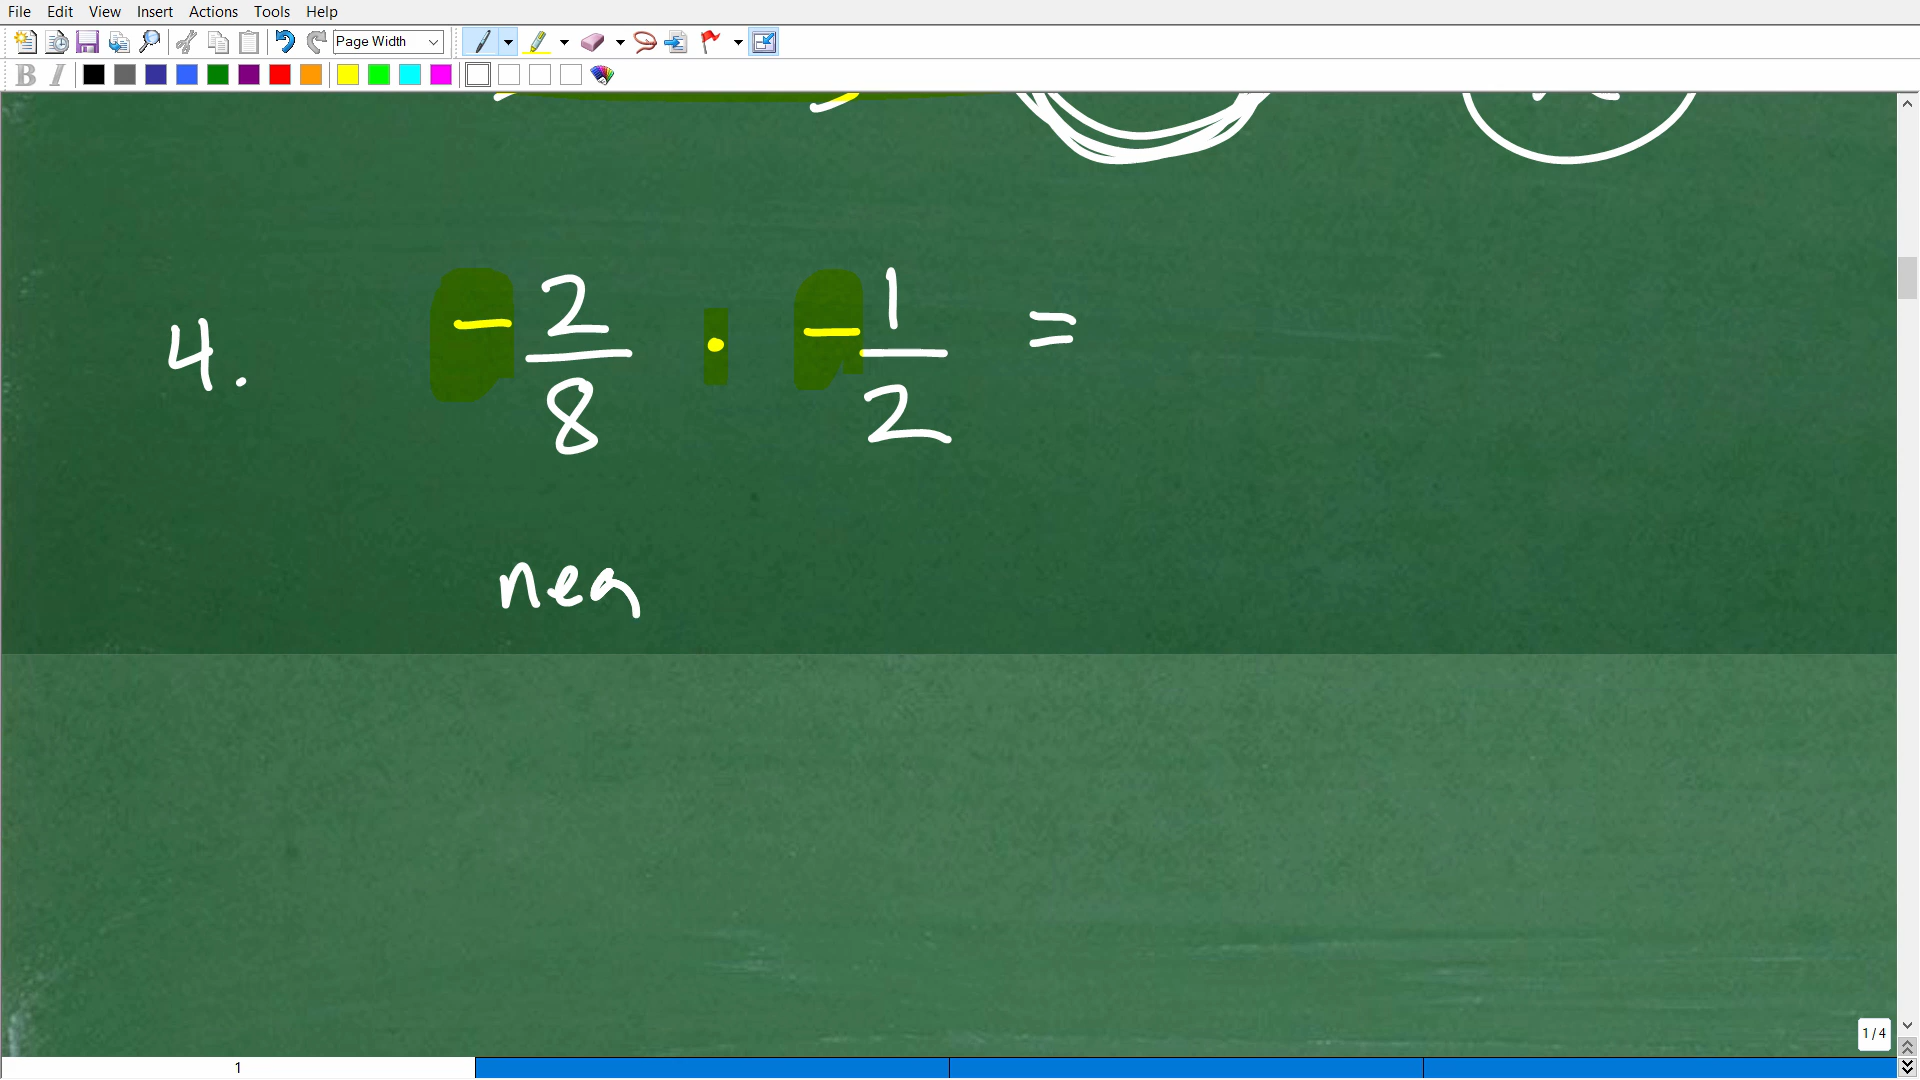 File Edit View Insert Actions Tools Help
Page Width
B I
4. - 2/8 · - 1/2 =
neg
1 / 4
1